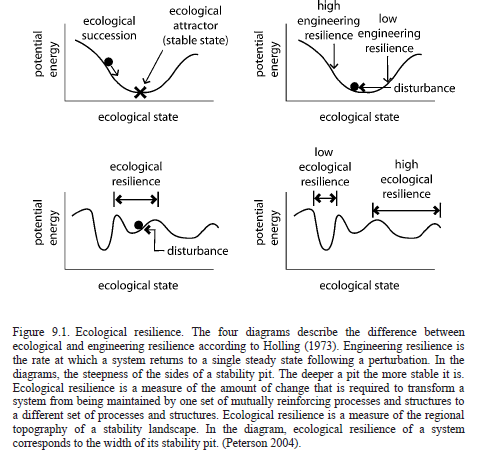 ecological
succession
ecological
attractor
(stable state)
potential
energy
ecological state
high
engineering
resilience
low
engineering
resilience
disturbance
potential
energy
ecological state
ecological
resilience
disturbance
potential
energy
ecological state
low
ecological
resilience
high
ecological
resilience
potential
energy
ecological state
Figure 9.1. Ecological resilience. The four diagrams describe the difference between
ecological and engineering resilience according to Holling (1973). Engineering resilience is
the rate at which a system returns to a single steady state following a perturbation. In the
diagrams, the steepness of the sides of a stability pit. The deeper a pit the more stable it is.
Ecological resilience is a measure of the amount of change that is required to transform a
system from being maintained by one set of mutually reinforcing processes and structures to
a different set of processes and structures. Ecological resilience is a measure of the regional
topography of a stability landscape. In the diagram, ecological resilience of a system
corresponds to the width of its stability pit. (Peterson 2004).